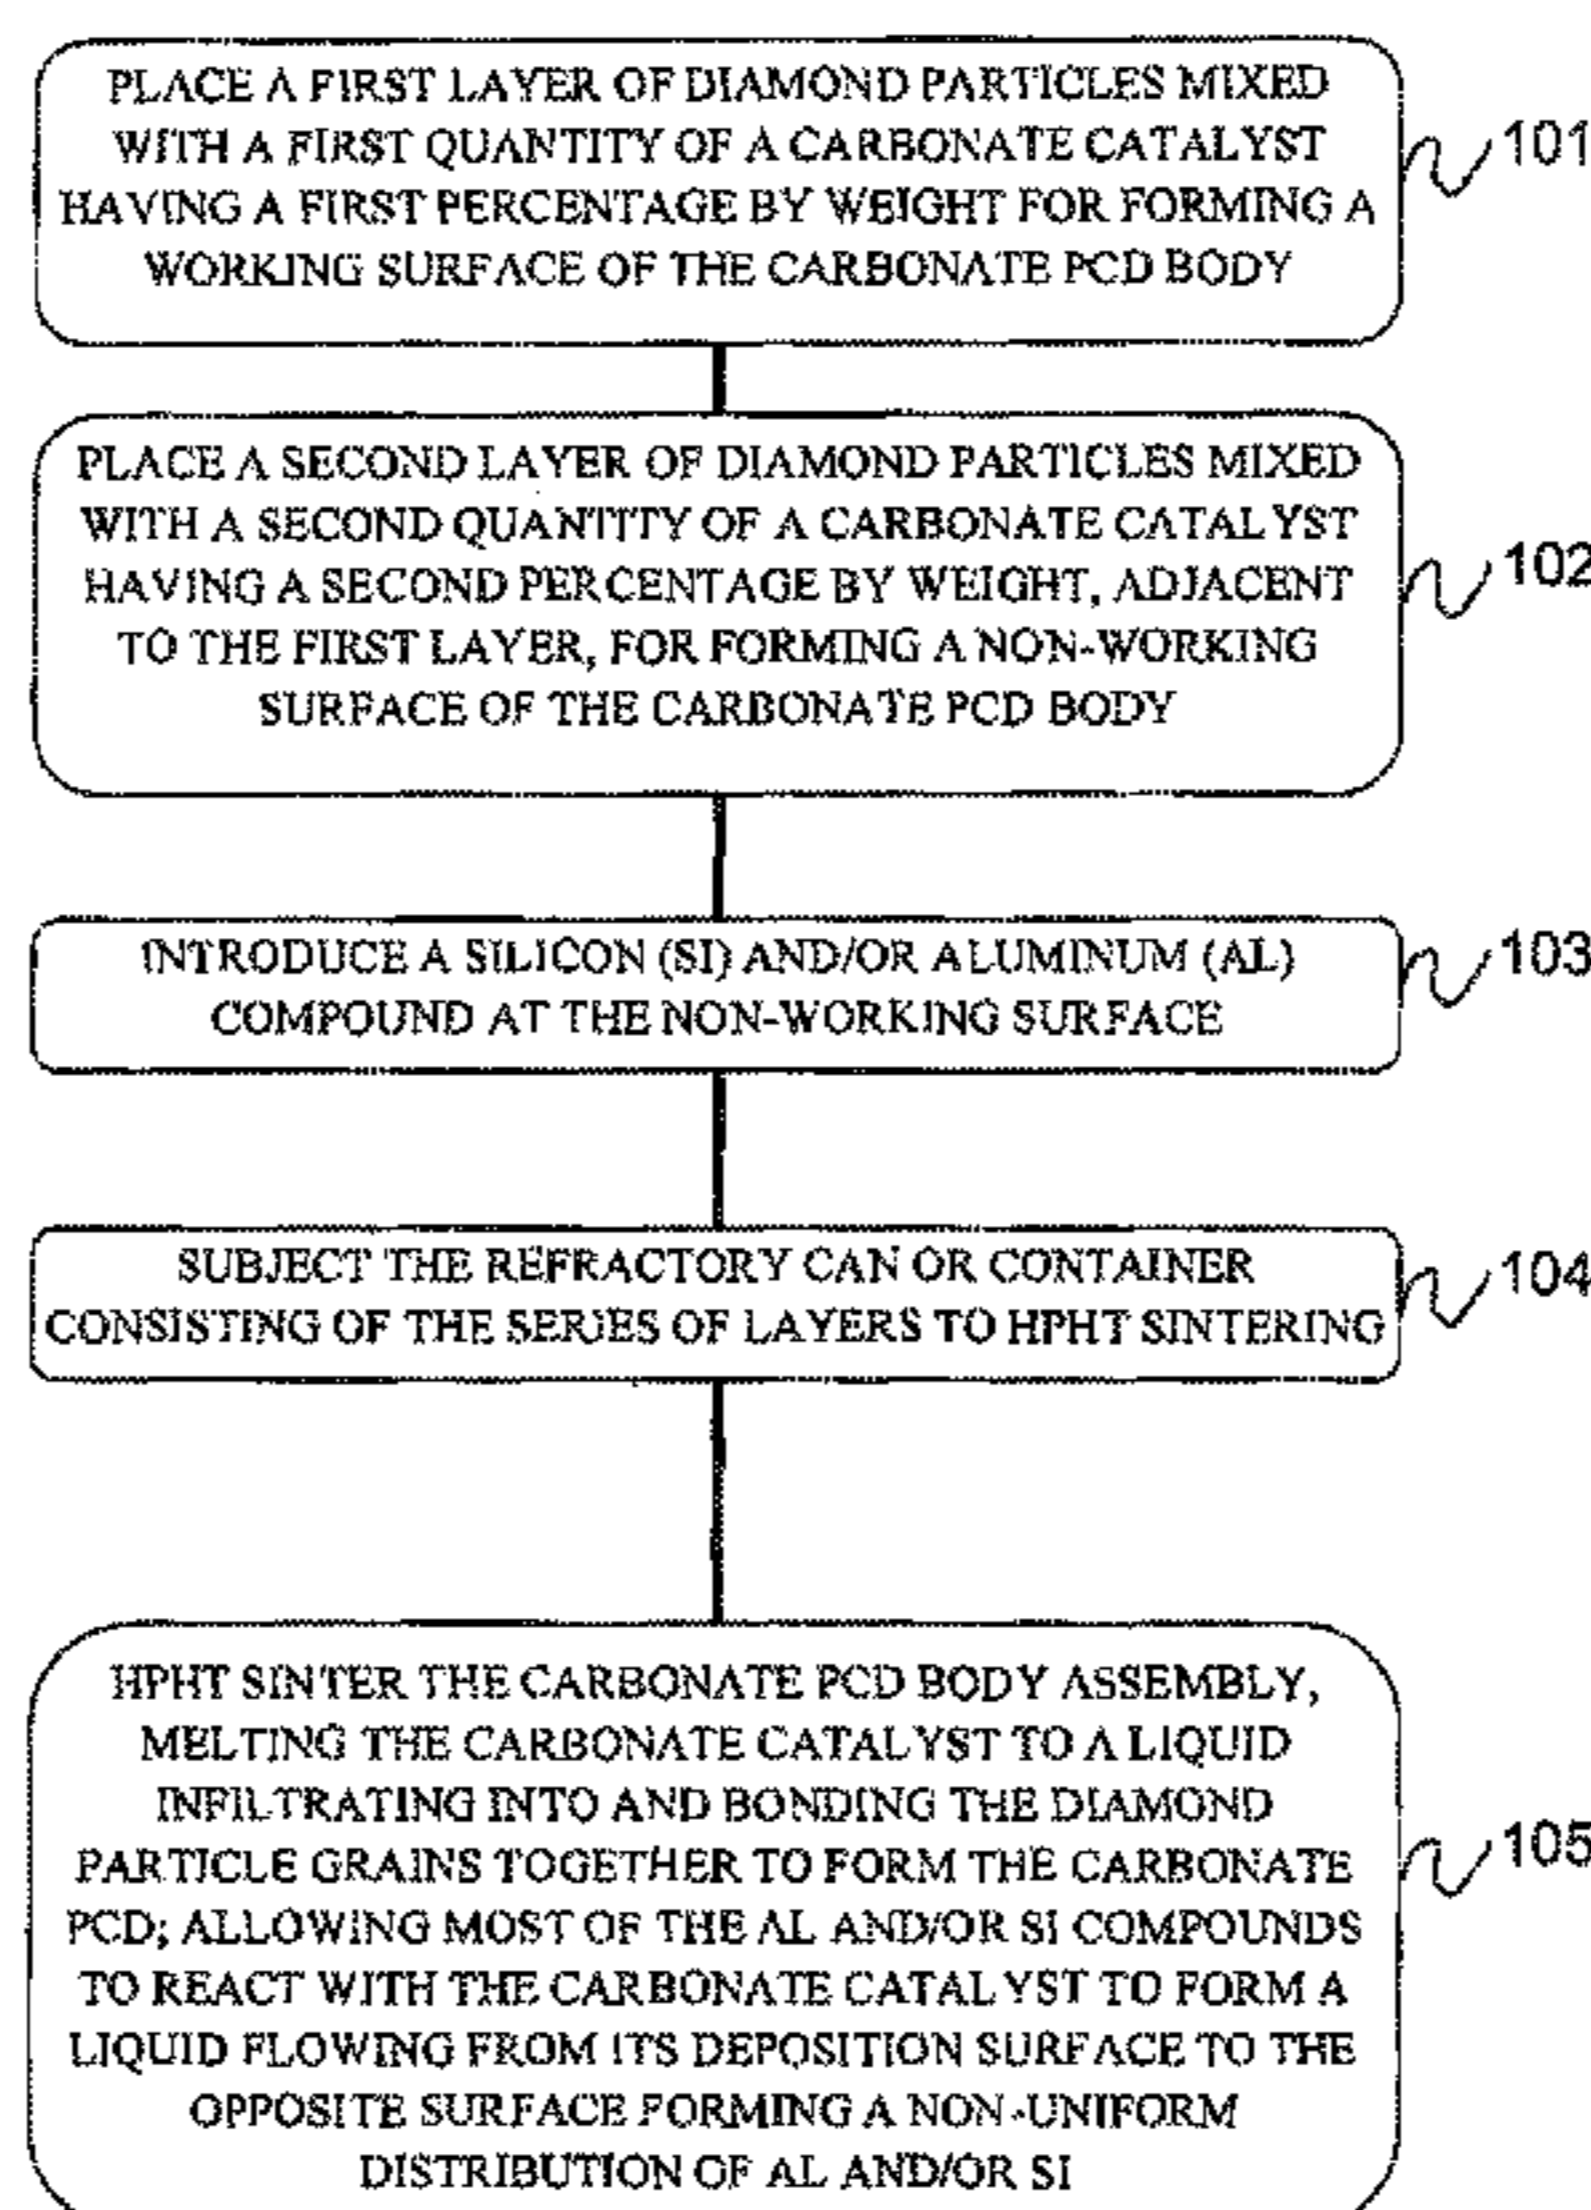 PLACE A FIRST LAYER OF DIAMOND PARTICLES MIXED
WITH A FIRST QUANTITY OF A CARBONATE CATALYST
HAVING A FIRST PERCENTAGE BY WEIGHT FOR FORMING A
WORKING SURFACE OF THE CARBONATE PCD BODY
101
PLACE A SECOND LAYER OF DIAMOND PARTICLES MIXED
WITH A SECOND QUANTITY OF A CARBONATE CATALYST
HAVING A SECOND PERCENTAGE BY WEIGHT, ADJACENT
TO THE FIRST LAYER, FOR FORMING A NON-WORKING
SURFACE OF THE CARBONATE PCD BODY
102
INTRODUCE A SILICON (SI) AND/OR ALUMINUM (AL)
COMPOUND AT THE NON-WORKING SURFACE
103
SUBJECT THE REFRACTORY CAN OR CONTAINER
CONSISTING OF THE SERIES OF LAYERS TO HPHT SINTERING
104
HPHT SINTER THE CARBONATE PCD BODY ASSEMBLY,
MELTING THE CARBONATE CATALYST TO A LIQUID
INFILTRATING INTO AND BONDING THE DIAMOND
PARTICLE GRAINS TOGETHER TO FORM THE CARBONATE
PCD; ALLOWING MOST OF THE AL AND/OR SI COMPOUNDS
TO REACT WITH THE CARBONATE CATALYST TO FORM A
LIQUID FLOWING FROM ITS DEPOSITION SURFACE TO THE
OPPOSITE SURFACE FORMING A NON-UNIFORM
DISTRIBUTION OF AL AND/OR SI
105